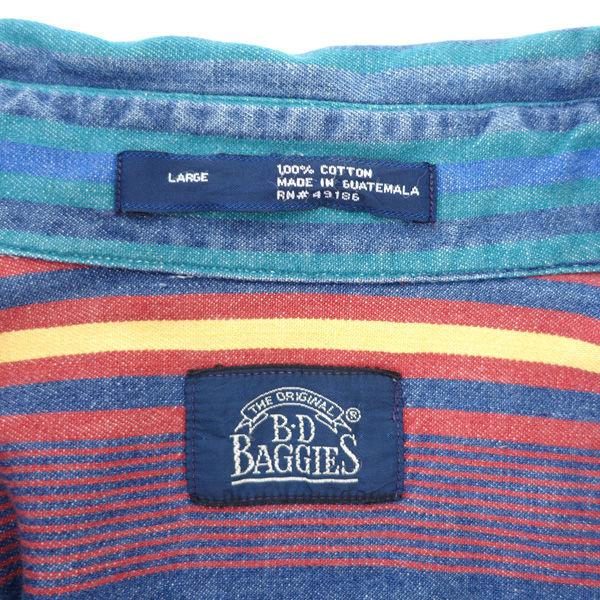 LARGE
100% COTTON
MADE IN GUATEMALA
RN# 49186
THE ORIGINAL
®
B·D
BAGGIES